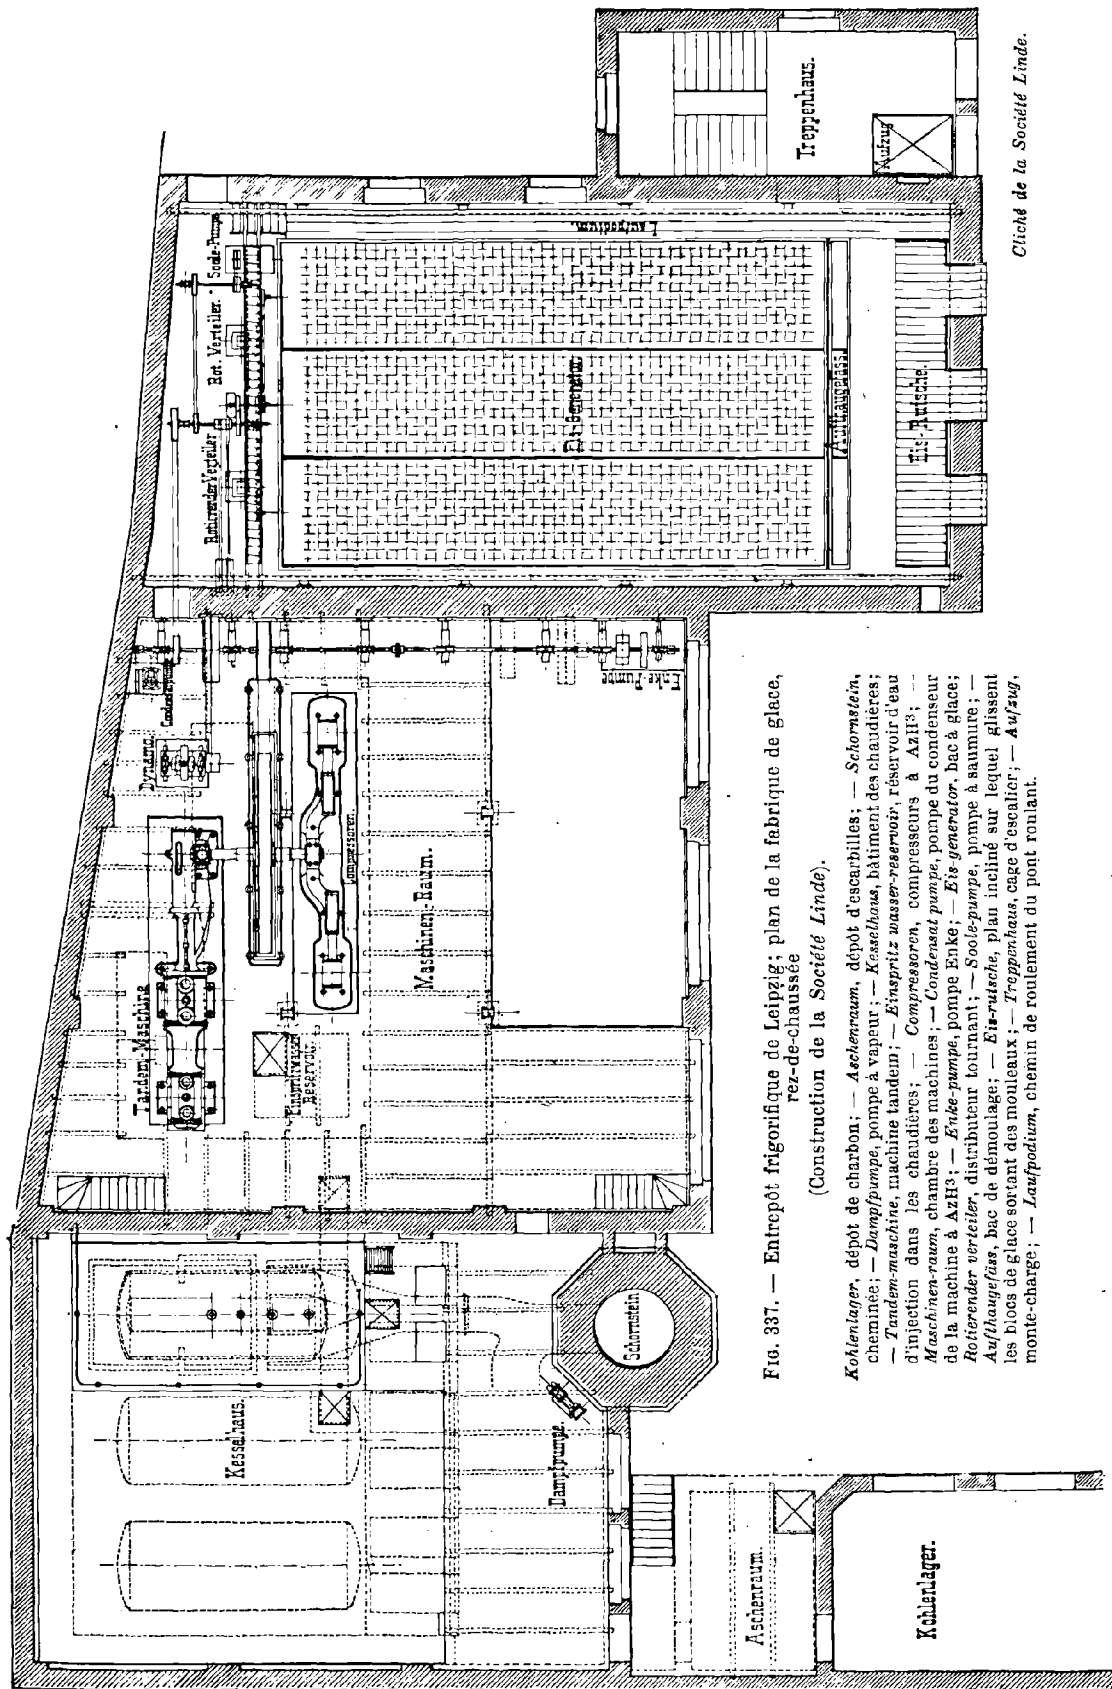 Kohlenlager.
Aschenraum.
Kesselhaus.
Dampfpumpe.
Schornstein.
Tandem-Maschine
Einspritzwasser
Reservoir.
Dynamo.
Compressoren.
Maschinen-Raum.
Enke-Pumpe
Rotirender Verteiler
Rot. Verteiler.
Soole-Pumpe
Eis-Generator.
Laufpodium.
Aufthaugefäss.
Eis-Rutsche.
Treppenhaus.
Aufzug
Cliché de la Société Linde.
FIG. 337. — Entrepôt frigorifique de Leipzig; plan de la fabrique de glace,
rez-de-chaussée
(Construction de la Société Linde).
Kohlenlager, dépôt de charbon; — Aschenraum, dépôt d'escarbilles; — Schornstein,
cheminée; — Dampfpumpe, pompe à vapeur; — Kesselhaus, bâtiment des chaudières;
— Tandem-maschine, machine tandem; — Einspritz wasser-reservoir, réservoir d'eau
d'injection dans les chaudières; — Compressoren, compresseurs à AzH³; —
Maschinen-raum, chambre des machines; — Condensat pumpe, pompe du condenseur
de la machine à AzH³; — Enke-pumpe, pompe Enke; — Eis-generator, bac à glace;
Rotierender verteiler, distributeur tournant; — Soole-pumpe, pompe à saumure; —
Aufthaugefäss, bac de démoulage; — Eis-rutsche, plan incliné sur lequel glissent
les blocs de glace sortant des mouleaux; — Treppenhaus, cage d'escalier; — Aufzug,
monte-charge; — Laufpodium, chemin de roulement du pont roulant.